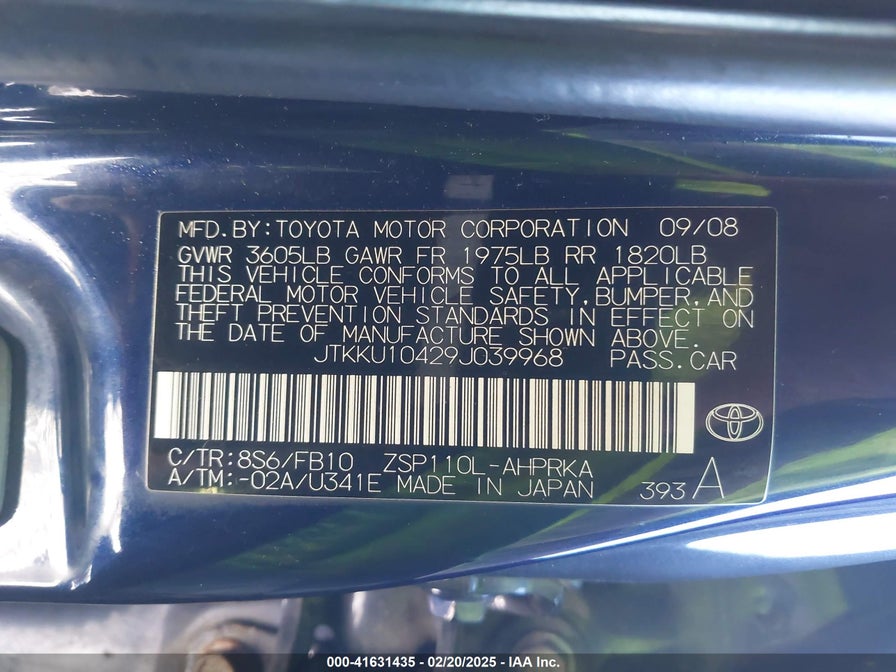 MFD.BY:TOYOTA MOTOR CORPORATION 09/08
GVWR 3605LB GAWR FR 1975LB RR 1820LB
THIS VEHICLE CONFORMS TO ALL APPLICABLE
FEDERAL MOTOR VEHICLE SAFETY,BUMPER,AND
THEFT PREVENTION STANDARDS IN EFFECT ON
THE DATE OF MANUFACTURE SHOWN ABOVE.
JTKKU10429J039968 PASS.CAR
C/TR:8S6/FB10 ZSP110L-AHPRKA
A/TM:-02A/U341E MADE IN JAPAN 393 A
000-41631435 - 02/20/2025 - IAA Inc.